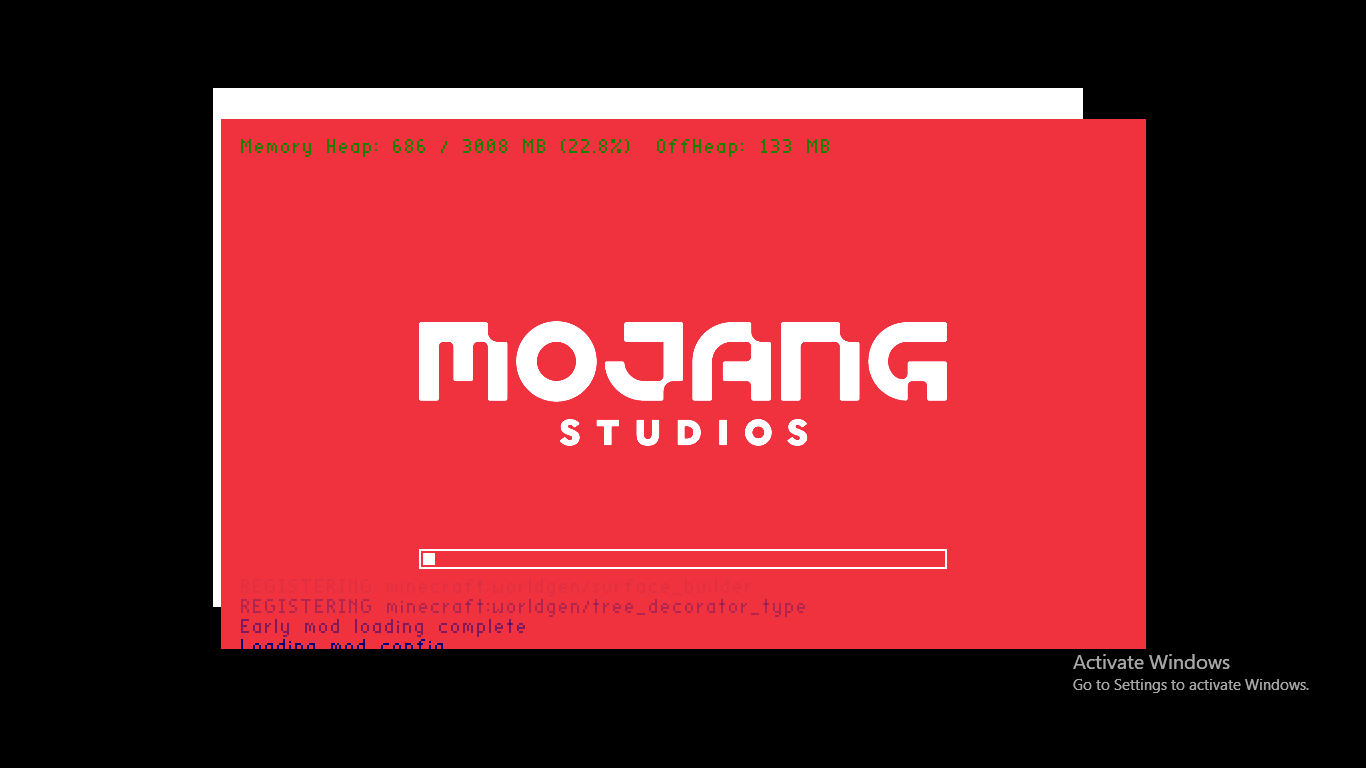 Memory Heap: 686 / 3008 MB (22.8%)  OffHeap: 133 MB
MOJANG
STUDIOS
REGISTERING minecraft:worldgen/surface_builder
REGISTERING minecraft:worldgen/tree_decorator_type
Early mod loading complete
Loading mod config
Activate Windows
Go to Settings to activate Windows.